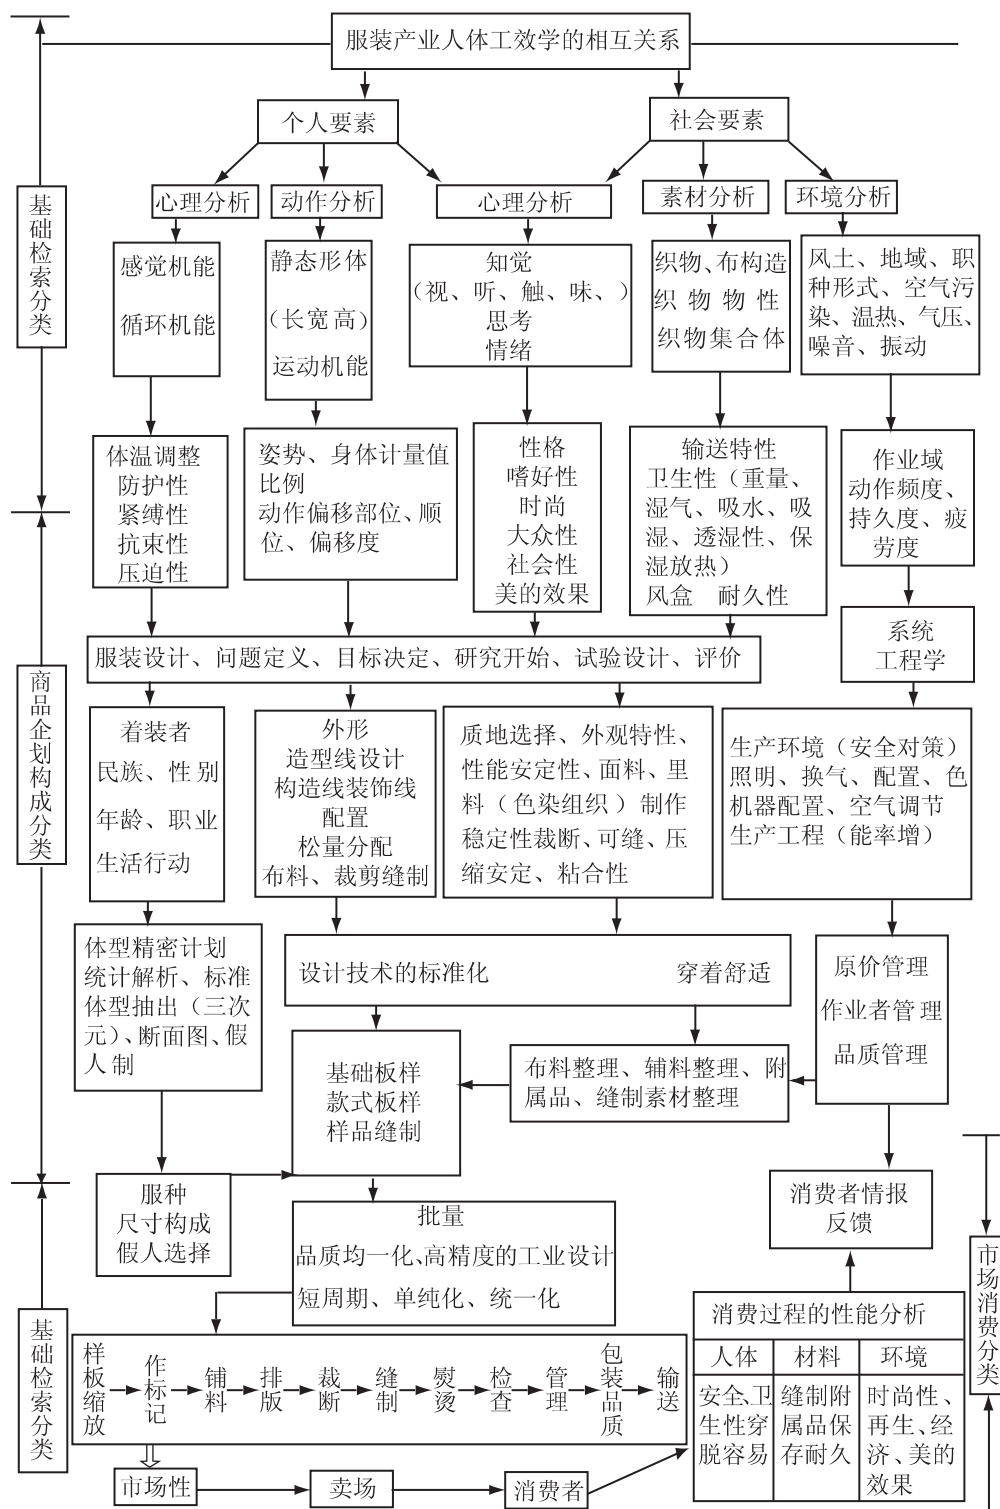 服装产业人体工效学的相互关系
个人要素
社会要素
心理分析
动作分析
心理分析
素材分析
环境分析
基础检索分类
感觉机能
循环机能
静态形体
（长宽高）
运动机能
知觉
（视、听、触、味、）
思考
情绪
织物、布构造
织物物性
织物集合体
风土、地域、职
种形式、空气污
染、温热、气压、
噪音、振动
体温调整
防护性
紧缚性
抗束性
压迫性
姿势、身体计量值
比例
动作偏移部位、顺
位、偏移度
性格
嗜好性
时尚
大众性
社会性
美的效果
输送特性
卫生性（重量、
湿气、吸水、吸
湿、透湿性、保
湿放热）
风盒 耐久性
作业域
动作频度、
持久度、疲
劳度
系统
工程学
服装设计、问题定义、目标决定、研究开始、试验设计、评价
商品企划构成分类
着装者
民族、性别
年龄、职业
生活行动
外形
造型线设计
构造线装饰线
配置
松量分配
布料、裁剪缝制
质地选择、外观特性、
性能安定性、面料、里
料（色染组织）制作
稳定性裁断、可缝、压
缩安定、粘合性
生产环境（安全对策）
照明、换气、配置、色
机器配置、空气调节
生产工程（能率增）
体型精密计划
统计解析、标准
体型抽出（三次
元）、断面图、假
人制
设计技术的标准化 穿着舒适
原价管理
作业者管理
品质管理
基础板样
款式板样
样品缝制
布料整理、辅料整理、附
属品、缝制素材整理
服种
尺寸构成
假人选择
消费者情报
反馈
批量
品质均一化、高精度的工业设计
短周期、单纯化、统一化
市场消费分类
基础检索分类
样板缩放
作标记
铺料
排版
裁断
缝制
熨烫
检查
管理
包装品质
输送
消费过程的性能分析
人体 材料 环境
安全、卫
生性穿
脱容易
缝制附
属品保
存耐久
时尚性、
再生、经
济、美的
效果
市场性
卖场
消费者